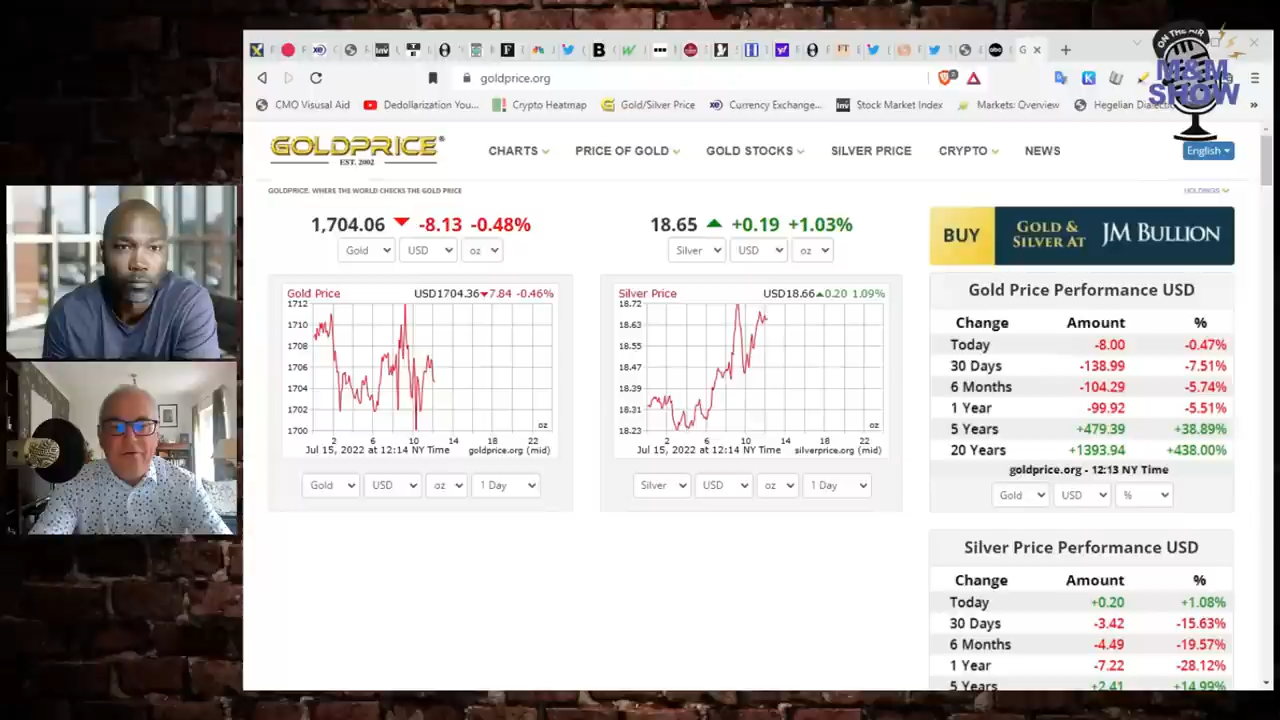 ON THE AIR
M&M
SHOW
goldprice.org
CMO Visusal Aid
Dedollarization You...
Crypto Heatmap
Gold/Silver Price
Currency Exchange...
Stock Market Index
Markets: Overview
Hegelian Dialectic
GOLDPRICE®
EST. 2002
CHARTS
PRICE OF GOLD
GOLD STOCKS
SILVER PRICE
CRYPTO
NEWS
English
GOLDPRICE: WHERE THE WORLD CHECKS THE GOLD PRICE
HOLDINGS
1,704.06 -8.13 -0.48%
Gold USD oz
18.65 +0.19 +1.03%
Silver USD oz
BUY GOLD & SILVER AT JM BULLION
Gold Price USD1704.36 7.84 -0.46%
1712
1710
1708
1706
1704
1702
1700
oz
2 6 10 14 18 22
Jul 15, 2022 at 12:14 NY Time goldprice.org (mid)
Gold USD oz 1 Day
Silver Price USD18.66 0.20 1.09%
18.72
18.63
18.55
18.47
18.39
18.31
18.23
oz
2 6 10 14 18 22
Jul 15, 2022 at 12:14 NY Time silverprice.org (mid)
Silver USD oz 1 Day
Gold Price Performance USD
Change Amount %
Today -8.00 -0.47%
30 Days -138.99 -7.51%
6 Months -104.29 -5.74%
1 Year -99.92 -5.51%
5 Years +479.39 +38.89%
20 Years +1393.94 +438.00%
goldprice.org - 12:13 NY Time
Gold USD %
Silver Price Performance USD
Change Amount %
Today +0.20 +1.08%
30 Days -3.42 -15.63%
6 Months -4.49 -19.57%
1 Year -7.22 -28.12%
5 Years +2.41 +14.99%